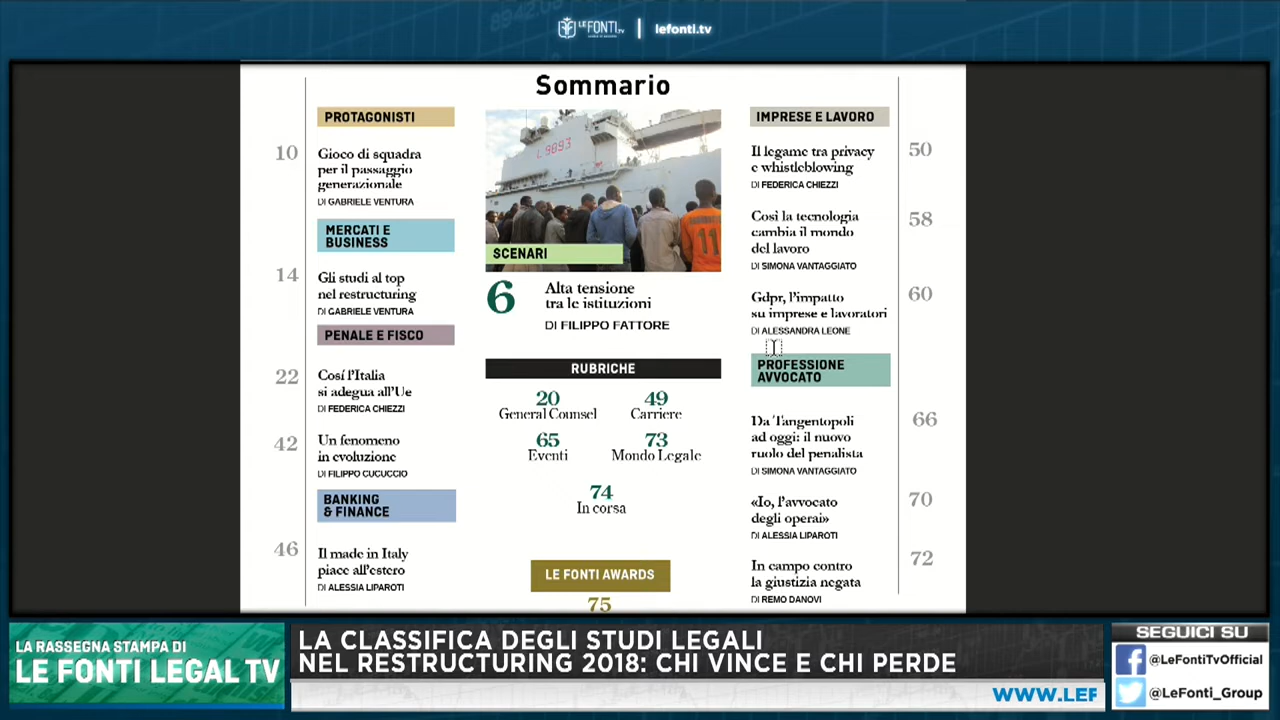 LE FONTI.TV
lefonti.tv
Sommario
PROTAGONISTI
10
Gioco di squadra
per il passaggio
generazionale
DI GABRIELE VENTURA
MERCATI E
BUSINESS
14
Gli studi al top
nel restructuring
DI GABRIELE VENTURA
PENALE E FISCO
22
Cosí l'Italia
si adegua all'Ue
DI FEDERICA CHIEZZI
42
Un fenomeno
in evoluzione
DI FILIPPO CUCUCCIO
BANKING
& FINANCE
46
Il made in Italy
piace all'estero
DI ALESSIA LIPAROTI
L 9893
11
SCENARI
6
Alta tensione
tra le istituzioni
DI FILIPPO FATTORE
RUBRICHE
20
General Counsel
49
Carriere
65
Eventi
73
Mondo Legale
74
In corsa
LE FONTI AWARDS
75
IMPRESE E LAVORO
50
Il legame tra privacy
e whistleblowing
DI FEDERICA CHIEZZI
58
Così la tecnologia
cambia il mondo
del lavoro
DI SIMONA VANTAGGIATO
60
Gdpr, l'impatto
su imprese e lavoratori
DI ALESSANDRA LEONE
PROFESSIONE
AVVOCATO
66
Da Tangentopoli
ad oggi: il nuovo
ruolo del penalista
DI SIMONA VANTAGGIATO
70
«Io, l'avvocato
degli operai»
DI ALESSIA LIPAROTI
72
In campo contro
la giustizia negata
DI REMO DANOVI
LA RASSEGNA STAMPA DI
LE FONTI LEGAL TV
LA CLASSIFICA DEGLI STUDI LEGALI
NEL RESTRUCTURING 2018: CHI VINCE E CHI PERDE
WWW.LEF
SEGUICI SU
@LeFontiTvOfficial
@LeFonti_Group